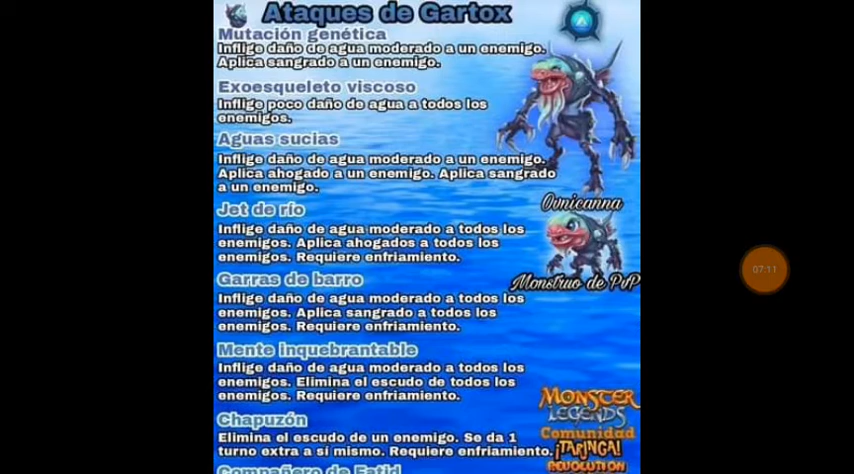 Ataques de Gartox
Mutación genética
Inflige daño de agua moderado a un enemigo.
Aplica sangrado a un enemigo.
Exoesqueleto viscoso
Inflige poco daño de agua a todos los
enemigos.
Aguas sucias
Inflige daño de agua moderado a un enemigo.
Aplica ahogado a un enemigo. Aplica sangrado
a un enemigo.
Jet de río
Inflige daño de agua moderado a todos los
enemigos. Aplica ahogados a todos los
enemigos. Requiere enfriamiento.
Garras de barro
Inflige daño de agua moderado a todos los
enemigos. Aplica sangrado a todos los
enemigos. Requiere enfriamiento.
Mente inquebrantable
Inflige daño de agua moderado a todos los
enemigos. Elimina el escudo de todos los
enemigos. Requiere enfriamiento.
Chapuzón
Elimina el escudo de un enemigo. Se da 1
turno extra a sí mismo. Requiere enfriamiento.
Compañero de Fatid
Ovnicanna
Monstruo de PvP
MONSTER
LEGENDS
Comunidad
¡TARINGA!
REVOLUTION
07:11